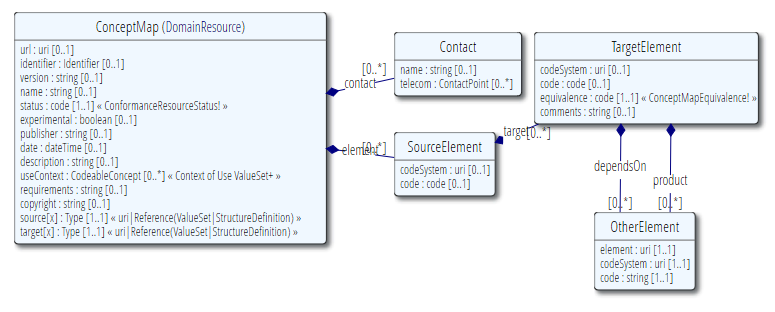 ConceptMap (DomainResource)
url : uri [0..1]
identifier : Identifier [0..1]
version : string [0..1]
name : string [0..1]
status : code [1..1] « ConformanceResourceStatus! »
experimental : boolean [0..1]
publisher : string [0..1]
date : dateTime [0..1]
description : string [0..1]
useContext : CodeableConcept [0..*] « Context of Use ValueSet+ »
requirements : string [0..1]
copyright : string [0..1]
source[x] : Type [1..1] « uri|Reference(ValueSet|StructureDefinition) »
target[x] : Type [1..1] « uri|Reference(ValueSet|StructureDefinition) »
[0..*]
contact
Contact
name : string [0..1]
telecom : ContactPoint [0..*]
element
[0..*]
SourceElement
codeSystem : uri [0..1]
code : code [0..1]
target
[0..*]
TargetElement
codeSystem : uri [0..1]
code : code [0..1]
equivalence : code [1..1] « ConceptMapEquivalence! »
comments : string [0..1]
dependsOn
[0..*]
product
[0..*]
OtherElement
element : uri [1..1]
codeSystem : uri [1..1]
code : string [1..1]